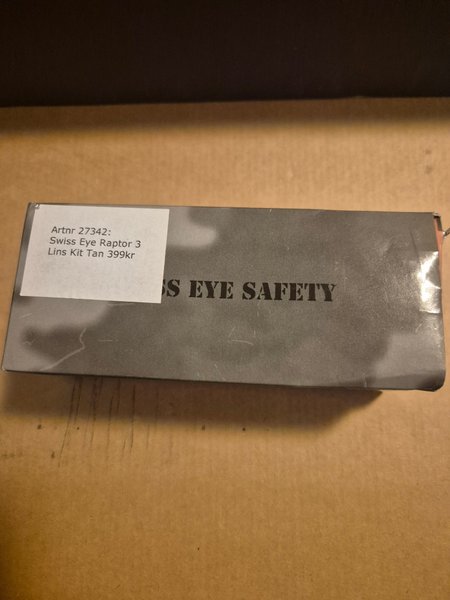 Artnr 27342:
Swiss Eye Raptor 3
Lins Kit Tan 399kr
SS EYE SAFETY